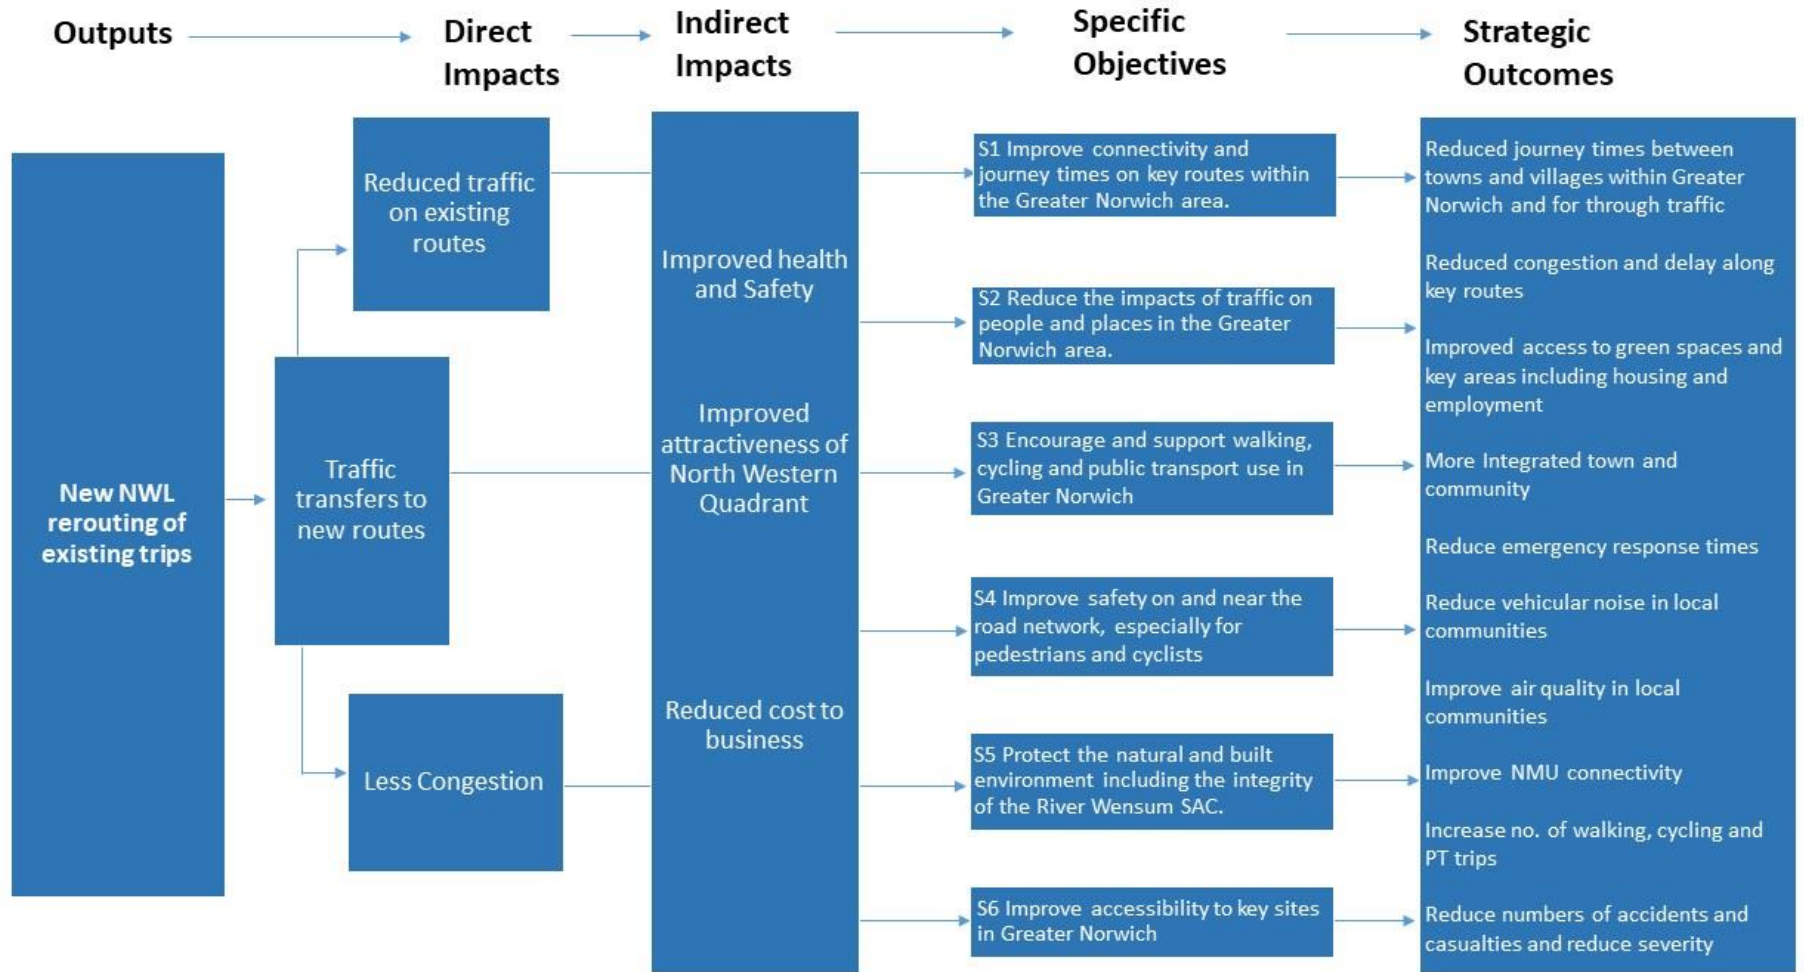 Outputs
Direct
Impacts
Indirect
Impacts
Specific
Objectives
Strategic
Outcomes
New NWL
rerouting of
existing trips
Reduced traffic
on existing
routes
Traffic
transfers to
new routes
Less Congestion
Improved health
and Safety
Improved
attractiveness of
North Western
Quadrant
Reduced cost to
business
S1 Improve connectivity and
journey times on key routes within
the Greater Norwich area.
S2 Reduce the impacts of traffic on
people and places in the Greater
Norwich area.
S3 Encourage and support walking,
cycling and public transport use in
Greater Norwich
S4 Improve safety on and near the
road network, especially for
pedestrians and cyclists
S5 Protect the natural and built
environment including the integrity
of the River Wensum SAC.
S6 Improve accessibility to key sites
in Greater Norwich
Reduced journey times between
towns and villages within Greater
Norwich and for through traffic
Reduced congestion and delay along
key routes
Improved access to green spaces and
key areas including housing and
employment
More Integrated town and
community
Reduce emergency response times
Reduce vehicular noise in local
communities
Improve air quality in local
communities
Improve NMU connectivity
Increase no. of walking, cycling and
PT trips
Reduce numbers of accidents and
casualties and reduce severity